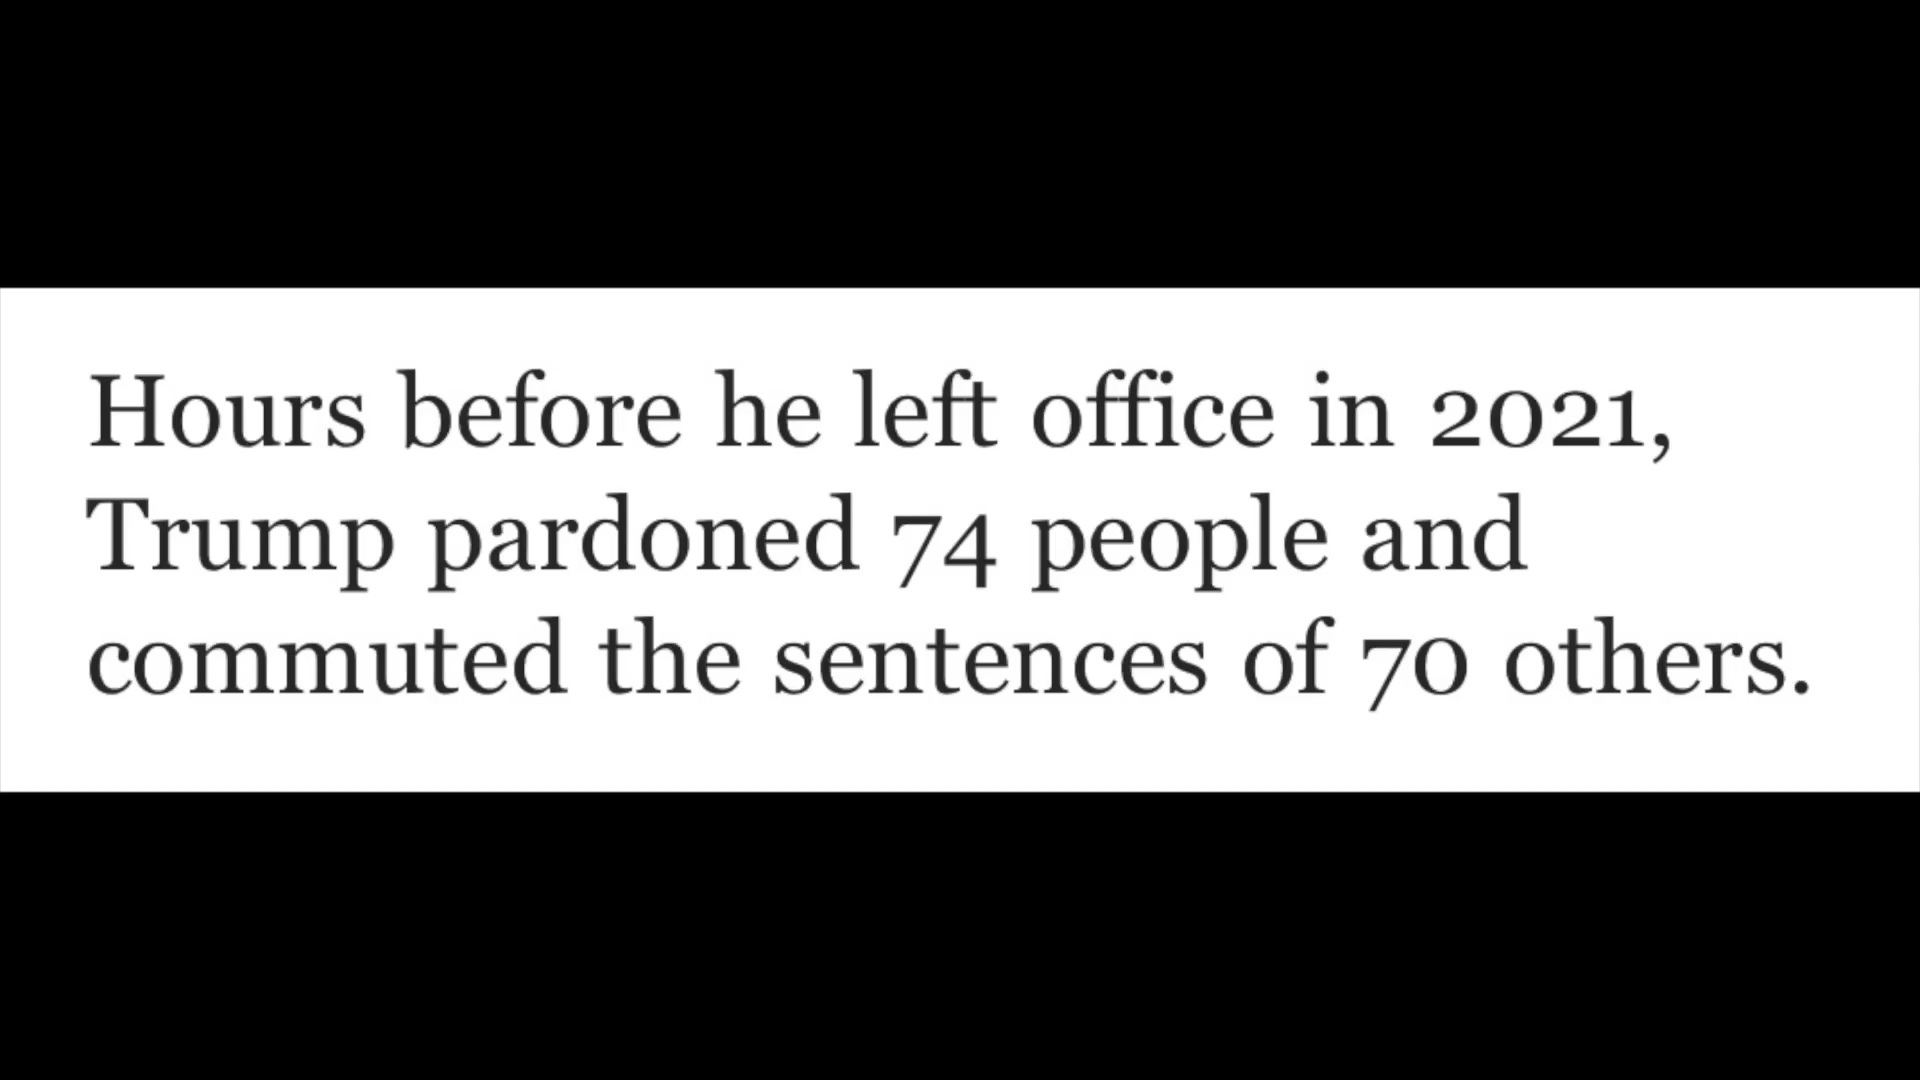 Hours before he left office in 2021,
Trump pardoned 74 people and
commuted the sentences of 70 others.